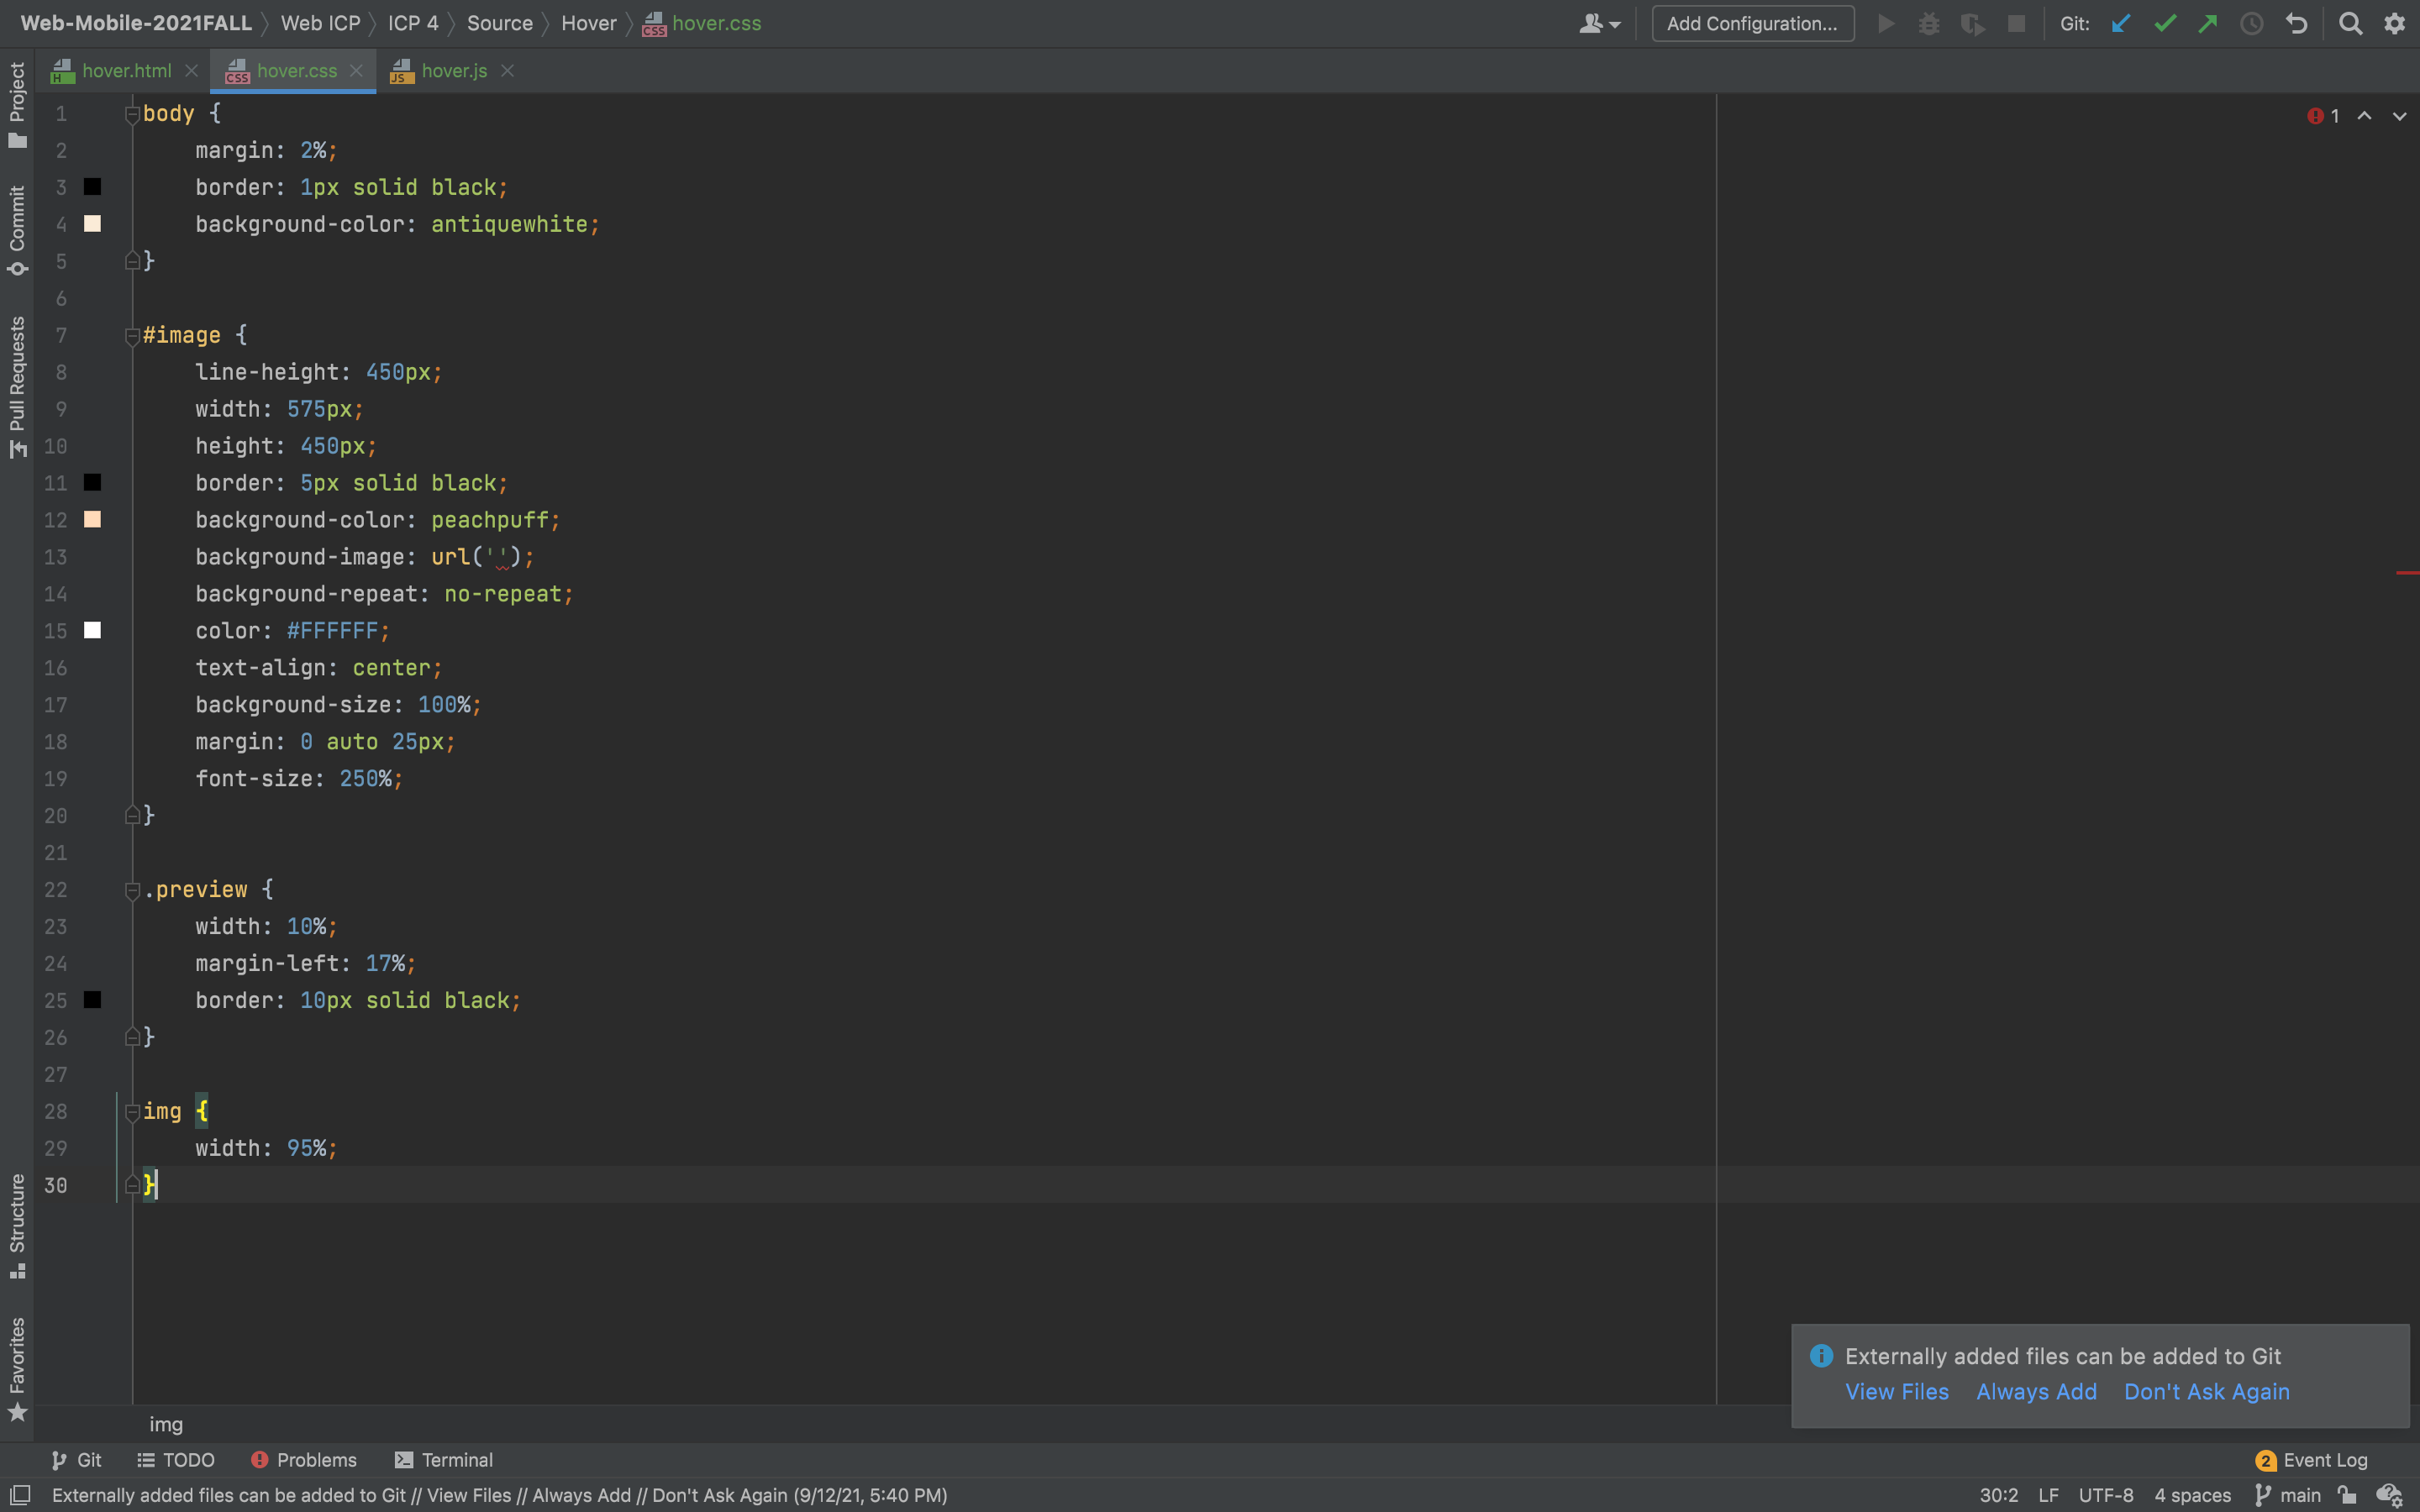 Web-Mobile-2021FALL Web ICP ICP 4 Source Hover hover.css Add Configuration... Git:
hover.html hover.css hover.js
Project
Commit
Pull Requests
Structure
Favorites
1
1 body {
2 margin: 2%;
3 border: 1px solid black;
4 background-color: antiquewhite;
5 }
6
7 #image {
8 line-height: 450px;
9 width: 575px;
10 height: 450px;
11 border: 5px solid black;
12 background-color: peachpuff;
13 background-image: url('');
14 background-repeat: no-repeat;
15 color: #FFFFFF;
16 text-align: center;
17 background-size: 100%;
18 margin: 0 auto 25px;
19 font-size: 250%;
20 }
21
22 .preview {
23 width: 10%;
24 margin-left: 17%;
25 border: 10px solid black;
26 }
27
28 img {
29 width: 95%;
30 }
Externally added files can be added to Git
View Files Always Add Don't Ask Again
img
Git TODO Problems Terminal 2 Event Log
Externally added files can be added to Git // View Files // Always Add // Don't Ask Again (9/12/21, 5:40 PM) 30:2 LF UTF-8 4 spaces main